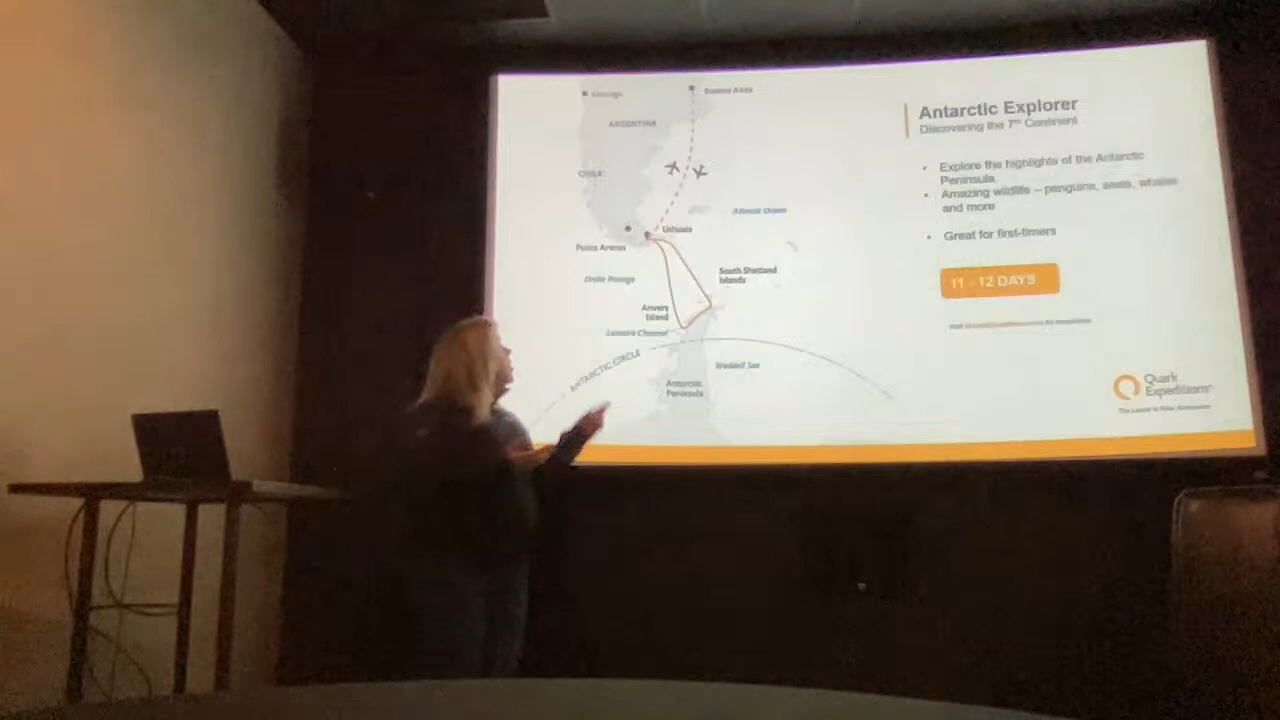 Santiago
Buenos Aires
ARGENTINA
CHILE
Atlantic Ocean
Ushuaia
Punta Arenas
Drake Passage
South Shetland
Islands
Anvers
Island
Lemaire Channel
ANTARCTIC CIRCLE
Weddell Sea
Antarctic
Peninsula
Antarctic Explorer
Discovering the 7th Continent
• Explore the highlights of the Antarctic
Peninsula
• Amazing wildlife – penguins, seals, whales
and more
• Great for first-timers
11 - 12 DAYS
Quark
Expeditions